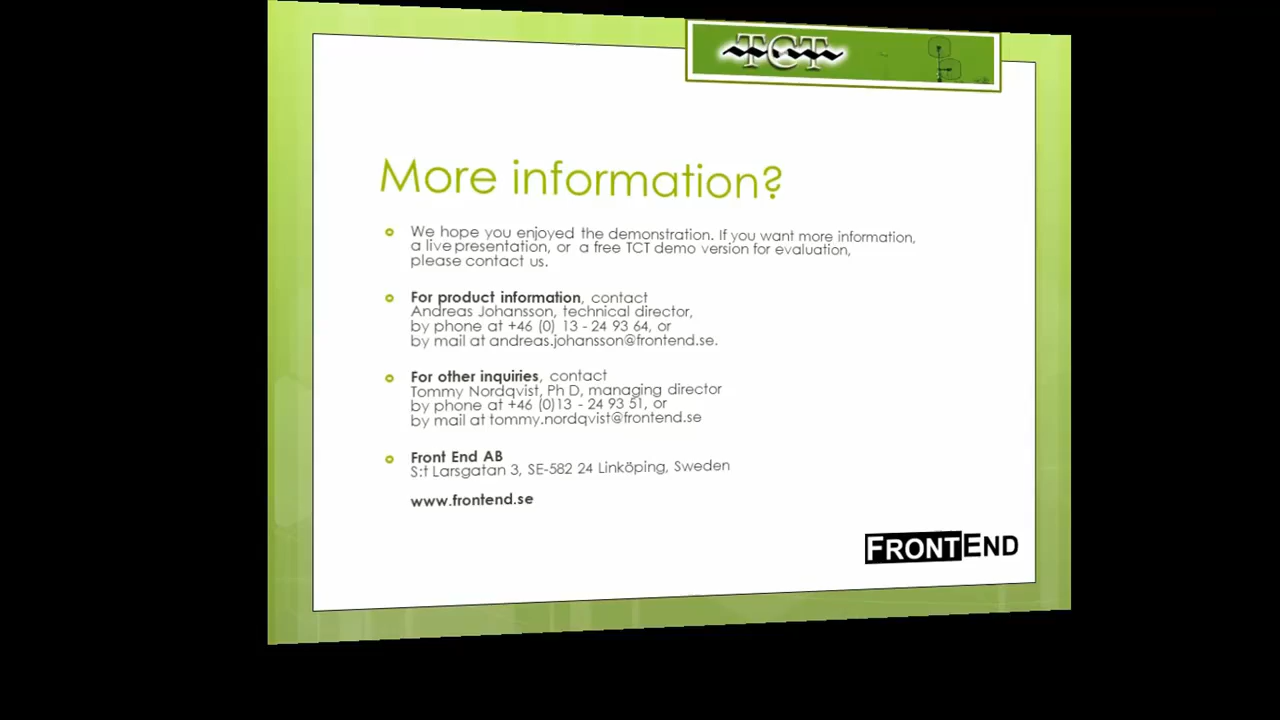 TCT
More information?
We hope you enjoyed the demonstration. If you want more information,
a live presentation, or a free TCT demo version for evaluation,
please contact us.
For product information, contact
Andreas Johansson, technical director,
by phone at +46 (0) 13 - 24 93 64, or
by mail at andreas.johansson@frontend.se.
For other inquiries, contact
Tommy Nordqvist, Ph D, managing director
by phone at +46 (0)13 - 24 93 51, or
by mail at tommy.nordqvist@frontend.se
Front End AB
S:t Larsgatan 3, SE-582 24 Linköping, Sweden
www.frontend.se
FRONTEND